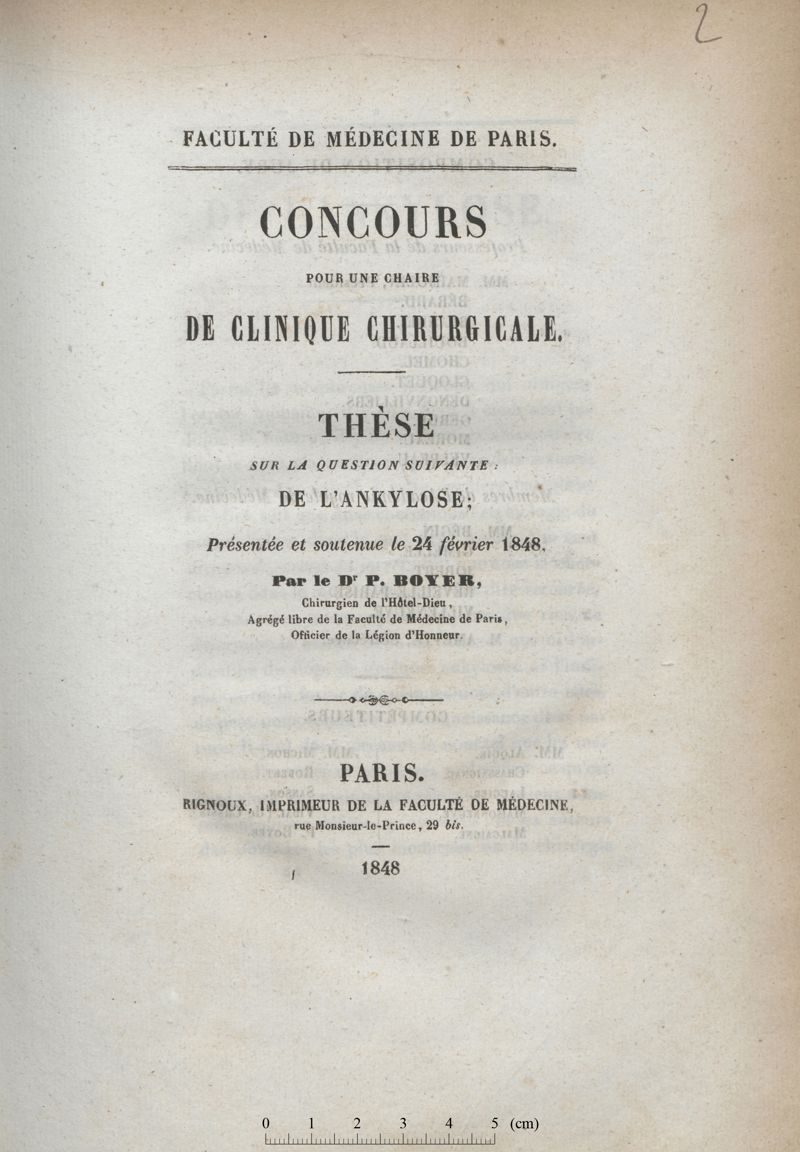 2
FACULTÉ DE MÉDECINE DE PARIS.
CONCOURS
POUR UNE CHAIRE
DE CLINIQUE CHIRURGICALE.
THÈSE
SUR LA QUESTION SUIVANTE :
DE L'ANKYLOSE;
Présentée et soutenue le 24 février 1848,
Par le Dr P. BOYER,
Chirurgien de l'Hôtel-Dieu,
Agrégé libre de la Faculté de Médecine de Paris,
Officier de la Légion d'Honneur.
PARIS.
RIGNOUX, IMPRIMEUR DE LA FACULTÉ DE MÉDECINE,
rue Monsieur-le-Prince, 29 bis.
1848
0 1 2 3 4 5 (cm)